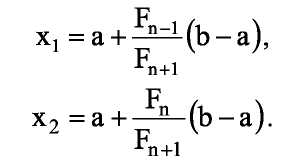 x₁ = a + Fₙ₋₁/Fₙ₊₁ (b − a),
x₂ = a + Fₙ/Fₙ₊₁ (b − a).